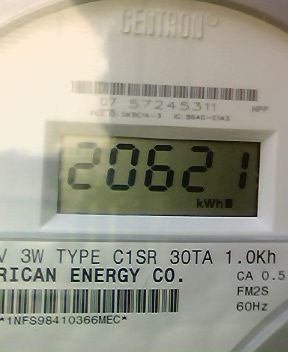 CENTRON®
07 57245311 HPP
20621
kWh
V 3W TYPE C1SR 30TA 1.0Kh
RICAN ENERGY CO.
CA 0.5
FM2S
60Hz
*1NFS98410366MEC*